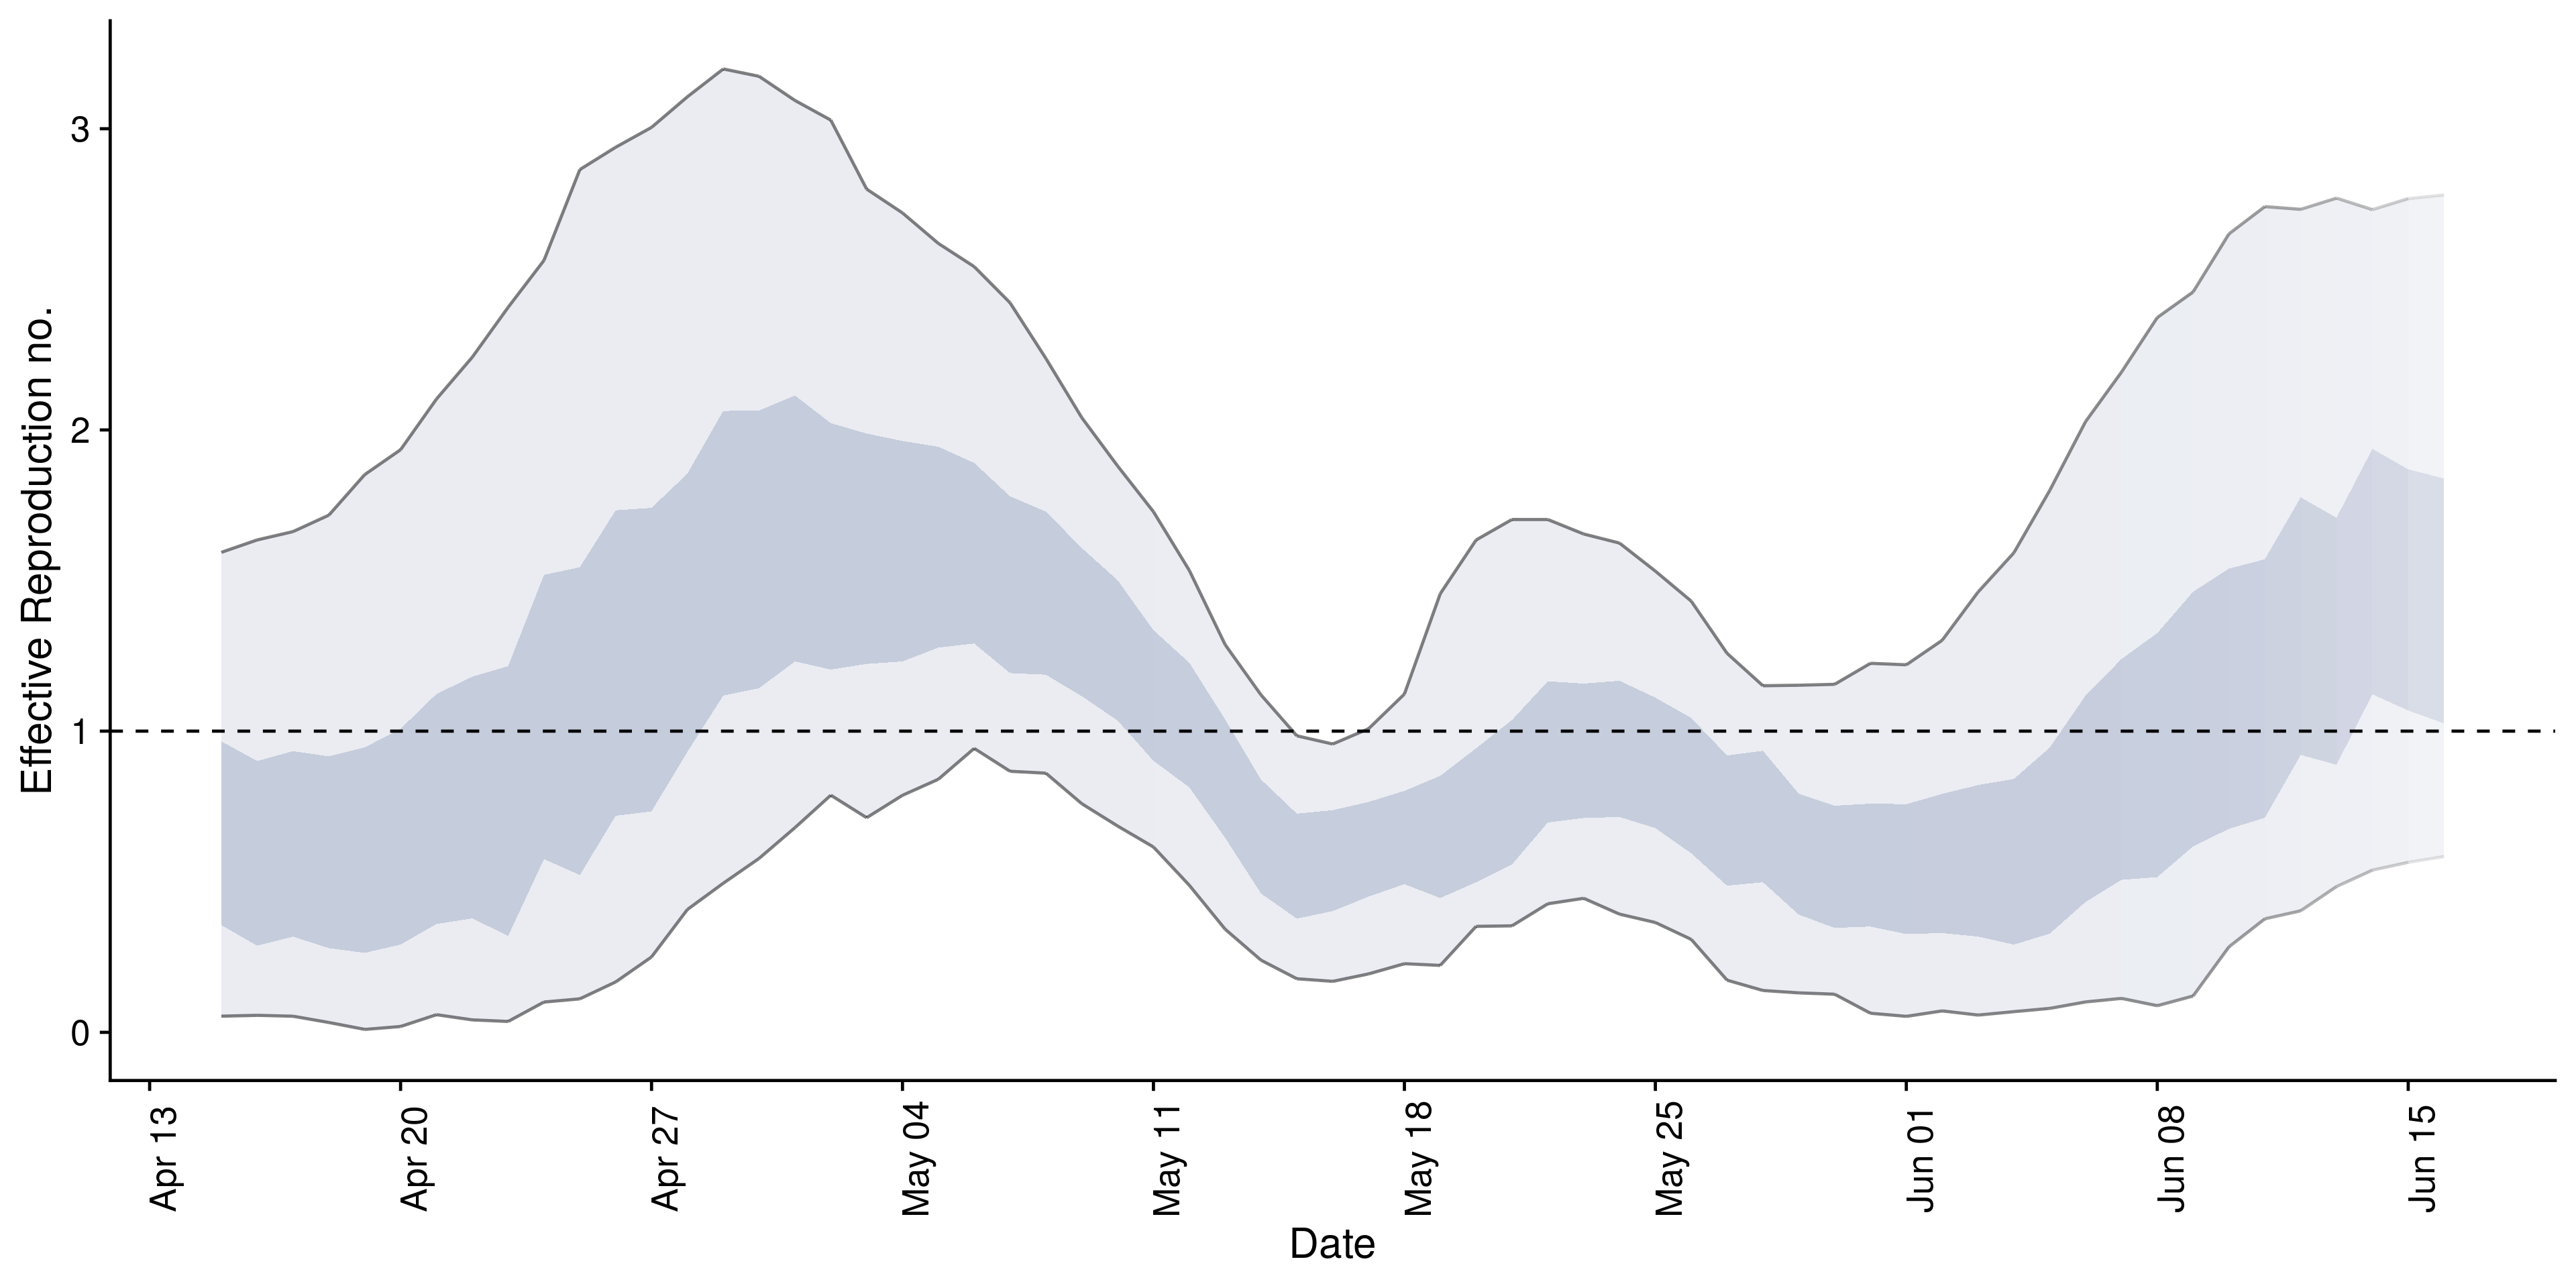 Effective Reproduction no.
3
2
1
0
Apr 13
Apr 20
Apr 27
May 04
May 11
May 18
May 25
Jun 01
Jun 08
Jun 15
Date